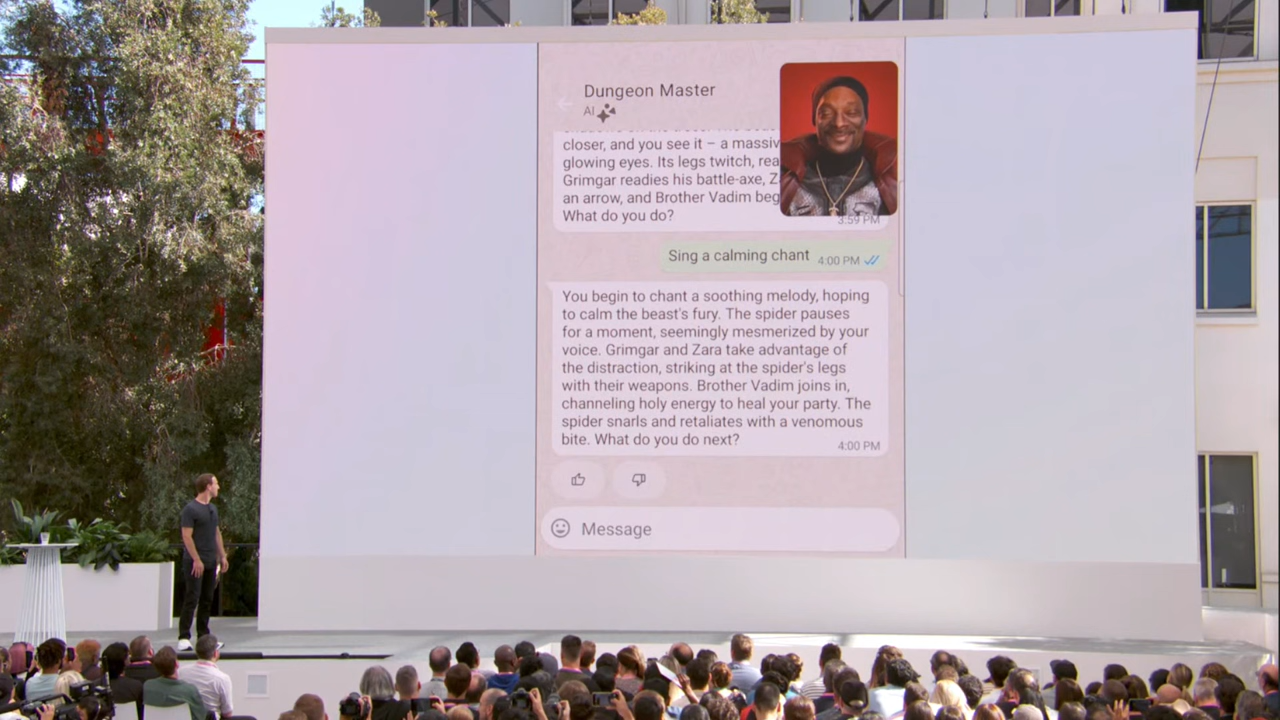 Dungeon Master
AI
closer, and you see it – a massiv
glowing eyes. Its legs twitch, rea
Grimgar readies his battle-axe, Z
an arrow, and Brother Vadim beg
What do you do?
3:59 PM
Sing a calming chant 4:00 PM
You begin to chant a soothing melody, hoping
to calm the beast's fury. The spider pauses
for a moment, seemingly mesmerized by your
voice. Grimgar and Zara take advantage of
the distraction, striking at the spider's legs
with their weapons. Brother Vadim joins in,
channeling holy energy to heal your party. The
spider snarls and retaliates with a venomous
bite. What do you do next?
4:00 PM
Message